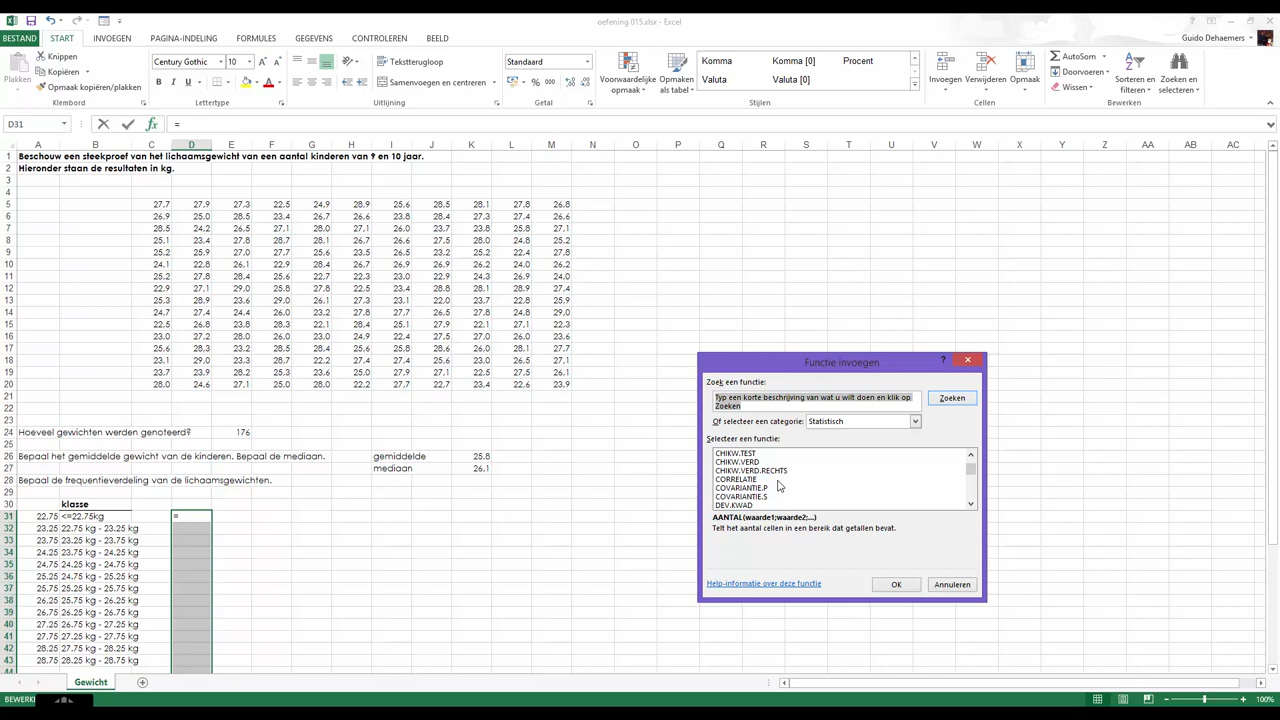 oefening 015.xlsx - Excel
BESTAND START INVOEGEN PAGINA-INDELING FORMULES GEGEVENS CONTROLEREN BEELD Guido Dehaemers
Plakken Knippen Kopiëren Opmaak kopiëren/plakken Klembord
Century Gothic 10 B I U Lettertype
Tekstterugloop Samenvoegen en centreren Uitlijning
Standaard % 000 Getal
Voorwaardelijke opmaak Opmaken als tabel Komma Komma [0] Procent Valuta Valuta [0] Stijlen
Invoegen Verwijderen Opmaak Cellen
AutoSom Doorvoeren Wissen Sorteren en filteren Zoeken en selecteren Bewerken
D31 fx =
A B C D E F G H I J K L M N O P Q R S T U V W X Y Z AA AB AC
1 Beschouw een steekproef van het lichaamsgewicht van een aantal kinderen van 9 en 10 jaar.
2 Hieronder staan de resultaten in kg.
3
4
5 27,7 27,9 27,3 22,5 24,9 28,9 25,6 28,5 28,1 27,8 26,8
6 26,9 25,0 28,5 23,4 26,7 26,6 23,8 28,4 27,3 27,4 26,6
7 28,5 24,2 26,5 27,1 28,0 27,1 26,0 23,7 23,8 25,8 27,1
8 25,1 23,4 27,8 28,7 28,1 26,7 26,6 27,5 28,0 24,8 25,2
9 25,2 27,9 27,0 27,7 25,6 23,5 26,5 23,2 25,2 22,4 27,8
10 24,1 22,8 26,1 22,9 28,4 26,7 26,9 26,9 26,2 24,0 26,2
11 25,2 27,8 28,4 25,6 22,7 22,3 23,0 22,9 24,3 26,9 24,0
12 22,9 27,1 29,0 25,8 27,8 27,1 23,4 28,8 28,1 28,9 27,4
13 25,3 28,9 23,6 29,0 26,1 27,3 23,1 22,0 23,8 22,8 25,9
14 24,7 27,4 24,4 26,0 23,2 27,8 27,7 26,5 27,8 24,8 29,0
15 22,5 26,8 23,8 28,3 22,1 28,4 25,1 27,9 22,1 27,1 22,3
16 23,0 27,2 28,0 26,0 23,0 24,9 22,4 27,5 27,0 26,0 23,6
17 25,6 28,3 23,2 28,5 28,4 27,6 25,8 28,6 26,0 28,1 27,7
18 23,1 29,0 23,3 28,7 22,2 27,4 27,4 25,6 23,0 26,5 27,1
19 23,7 23,9 28,2 25,1 23,6 25,0 27,9 27,1 22,5 27,8 25,3
20 28,0 24,6 27,1 25,0 28,0 22,2 27,7 22,7 23,4 22,6 23,9
21
22
23
24 Hoeveel gewichten werden genoteerd? 176
25
26 Bepaal het gemiddelde gewicht van de kinderen. Bepaal de mediaan. gemiddelde 25,8
27 mediaan 26,1
28 Bepaal de frequentieverdeling van de lichaamsgewichten.
29
30 klasse
31 22,75 <=22,75kg =
32 23,25 22,75 kg - 23,25 kg
33 23,75 23,25 kg - 23,75 kg
34 24,25 23,75 kg - 24,25 kg
35 24,75 24,25 kg - 24,75 kg
36 25,25 24,75 kg - 25,25 kg
37 25,75 25,25 kg - 25,75 kg
38 26,25 25,75 kg - 26,25 kg
39 26,75 26,25 kg - 26,75 kg
40 27,25 26,75 kg - 27,25 kg
41 27,75 27,25 kg - 27,75 kg
42 28,25 27,75 kg - 28,25 kg
43 28,75 28,25 kg - 28,75 kg
44
Functie invoegen ?
Zoek een functie:
Typ een korte beschrijving van wat u wilt doen en klik op
Zoeken
Zoeken
Of selecteer een categorie: Statistisch
Selecteer een functie:
CHIKW.TEST
CHIKW.VERD
CHIKW.VERD.RECHTS
CORRELATIE
COVARIANTIE.P
COVARIANTIE.S
DEV.KWAD
AANTAL(waarde1;waarde2;...)
Telt het aantal cellen in een bereik dat getallen bevat.
Help-informatie over deze functie
OK Annuleren
Gewicht
100%